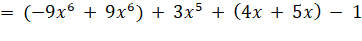 = (−9x⁶ + 9x⁶) + 3x⁵ + (4x + 5x) − 1